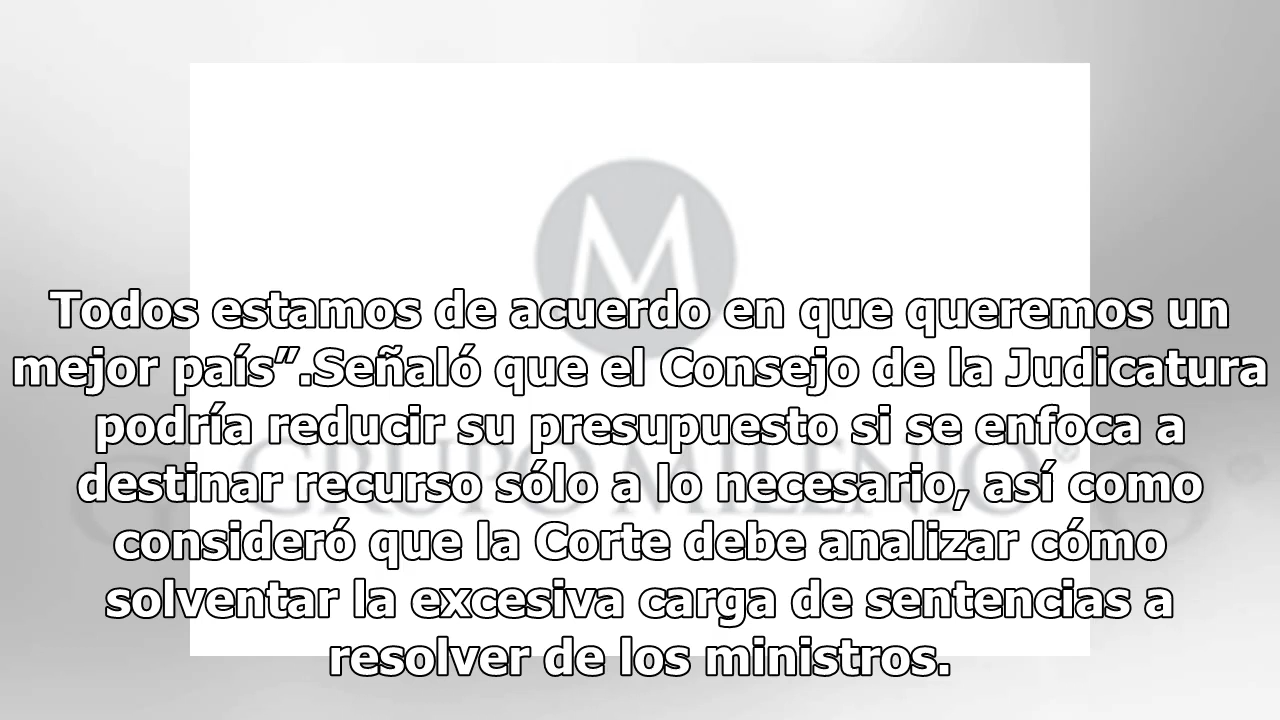 M
GRUPO MILENIO®
Todos estamos de acuerdo en que queremos un
mejor país”.Señaló que el Consejo de la Judicatura
podría reducir su presupuesto si se enfoca a
destinar recurso sólo a lo necesario, así como
consideró que la Corte debe analizar cómo
solventar la excesiva carga de sentencias a
resolver de los ministros.